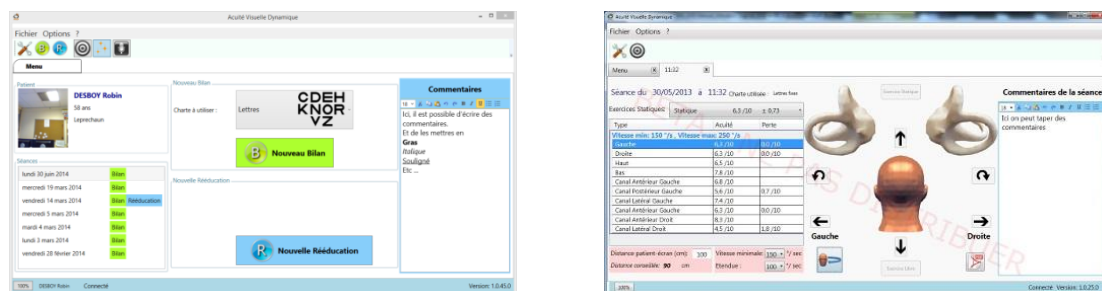 Acuité Visuelle Dynamique
Fichier Options ?
Menu
Patient
DESBOY Robin
58 ans
Leprechaun
Séances
lundi 30 juin 2014 Bilan
mercredi 19 mars 2014 Bilan
vendredi 14 mars 2014 Bilan Rééducation
mercredi 5 mars 2014 Bilan
mardi 4 mars 2014 Bilan
lundi 3 mars 2014 Bilan
vendredi 28 février 2014 Bilan
Nouveau Bilan
Charte à utiliser : Lettres
CDEH
KNOR
VZ
B Nouveau Bilan
Nouvelle Rééducation
R Nouvelle Rééducation
Commentaires
Ici, il est possible d'écrire des
commentaires.
Et de les mettres en
Gras
Italique
Souligné
Etc ...
100% DESBOY Robin Connecté Version: 1.0.45.0
Acuité Visuelle Dynamique
Fichier Options ?
Menu 11:32
Séance du 30/05/2013 à 11:32 Charte utilisée : Lettres fixes
Exercices Statiques: Statique 6,3 /10 ± 0,73
Type Acuité Perte
Vitesse min: 150 °/s , Vitesse max: 250 °/s
Gauche 6,3 /10 0,0 /10
Droite 6,3 /10 0,0 /10
Haut 6,5 /10
Bas 7,8 /10
Canal Antérieur Gauche 6,8 /10
Canal Postérieur Gauche 5,6 /10 0,7 /10
Canal Latéral Gauche 7,4 /10
Canal Antérieur Gauche 6,3 /10 0,0 /10
Canal Antérieur Droit 8,3 /10
Canal Latéral Droit 4,5 /10 1,8 /10
Distance patient-écran (cm): 100 Vitesse minimale: 150 °/ sec
Distance conseillée: 90 cm Etendue : 100 °/ sec
Exercice Statique
Gauche
Droite
Commentaires de la séance
Ici on peut taper des
commentaires
NE PAS DISTRIBUER
100% Connecté Version: 1.0.25.0